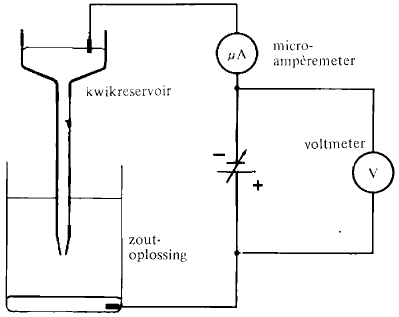 μA
micro-
ampèremeter
kwikreservoir
voltmeter
−
V
+
zout-
oplossing